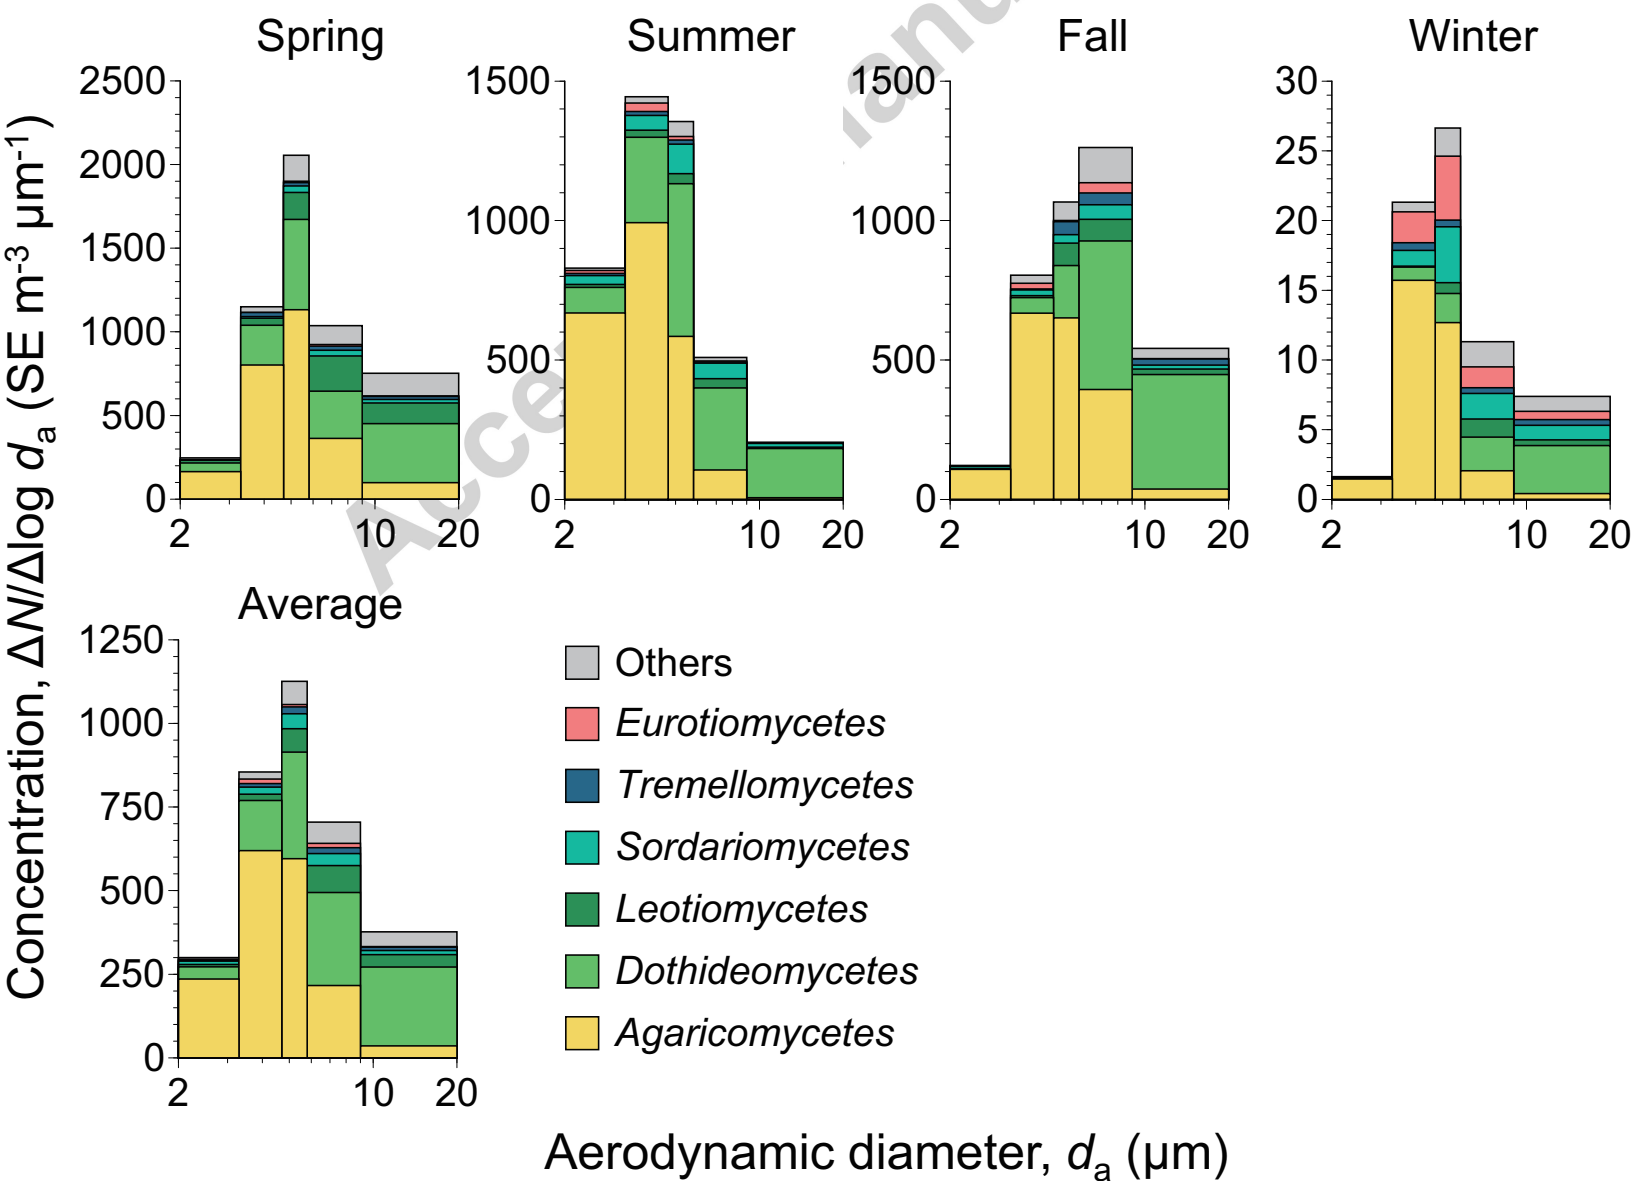 Spring Summer Fall Winter
2500 2000 1500 1000 500 0
2 10 20
1500 1000 500 0
2 10 20
1500 1000 500 0
2 10 20
30 25 20 15 10 5 0
2 10 20
Concentration, ΔN/Δlog dₐ (SE m⁻³ μm⁻¹)
Average
1250 1000 750 500 250 0
2 10 20
Others
Eurotiomycetes
Tremellomycetes
Sordariomycetes
Leotiomycetes
Dothideomycetes
Agaricomycetes
Aerodynamic diameter, dₐ (μm)